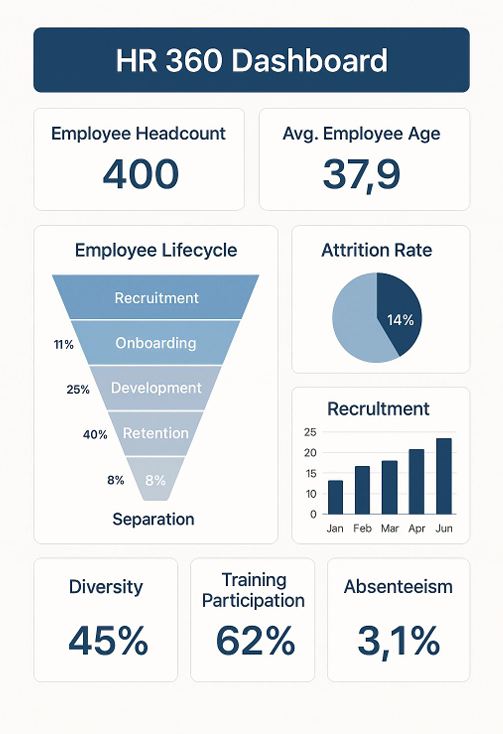 HR 360 Dashboard
Employee Headcount
400
Avg. Employee Age
37,9
Employee Lifecycle
Recruitment
11%
Onboarding
25%
Development
40%
Retention
8%
8%
Separation
Attrition Rate
14%
Recrultment
25
20
15
10
0
Jan Feb Mar Apr Jun
Diversity
45%
Training
Participation
62%
Absenteeism
3,1%